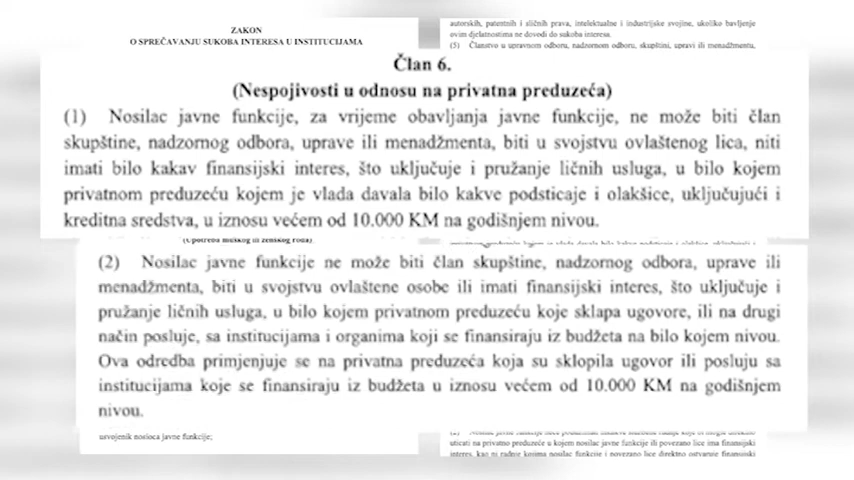 ZAKON
O SPREČAVANJU SUKOBA INTERESA U INSTITUCIJAMA
autorskih, patentnih i sličnih prava, intelektualne i industrijske svojine, ukoliko bavljenje
ovim djelatnostima ne dovodi do sukoba interesa.
(5) Članstvo u upravnom odboru, nadzornom odboru, skupštini, upravi ili menadžmentu,
Član 6.
(Nespojivosti u odnosu na privatna preduzeća)
(1) Nosilac javne funkcije, za vrijeme obavljanja javne funkcije, ne može biti član
skupštine, nadzornog odbora, uprave ili menadžmenta, biti u svojstvu ovlaštenog lica, niti
imati bilo kakav finansijski interes, što uključuje i pružanje ličnih usluga, u bilo kojem
privatnom preduzeću kojem je vlada davala bilo kakve podsticaje i olakšice, uključujući i
kreditna sredstva, u iznosu većem od 10.000 KM na godišnjem nivou.
(Upotreba muškog ili ženskog roda)
(2) Nosilac javne funkcije ne može biti član skupštine, nadzornog odbora, uprave ili
menadžmenta, biti u svojstvu ovlaštene osobe ili imati finansijski interes, što uključuje i
pružanje ličnih usluga, u bilo kojem privatnom preduzeću koje sklapa ugovore, ili na drugi
način posluje, sa institucijama i organima koji se finansiraju iz budžeta na bilo kojem nivou.
Ova odredba primjenjuje se na privatna preduzeća koja su sklopila ugovor ili posluju sa
institucijama koje se finansiraju iz budžeta u iznosu većem od 10.000 KM na godišnjem
nivou.
usvojenik nosioca javne funkcije;
uticati na privatno preduzeće u kojem nosilac javne funkcije ili povezano lice ima finansijski
interes, kao ni radnje kojima nosilac funkcije i povezano lice direktno ostvaruje finansijski